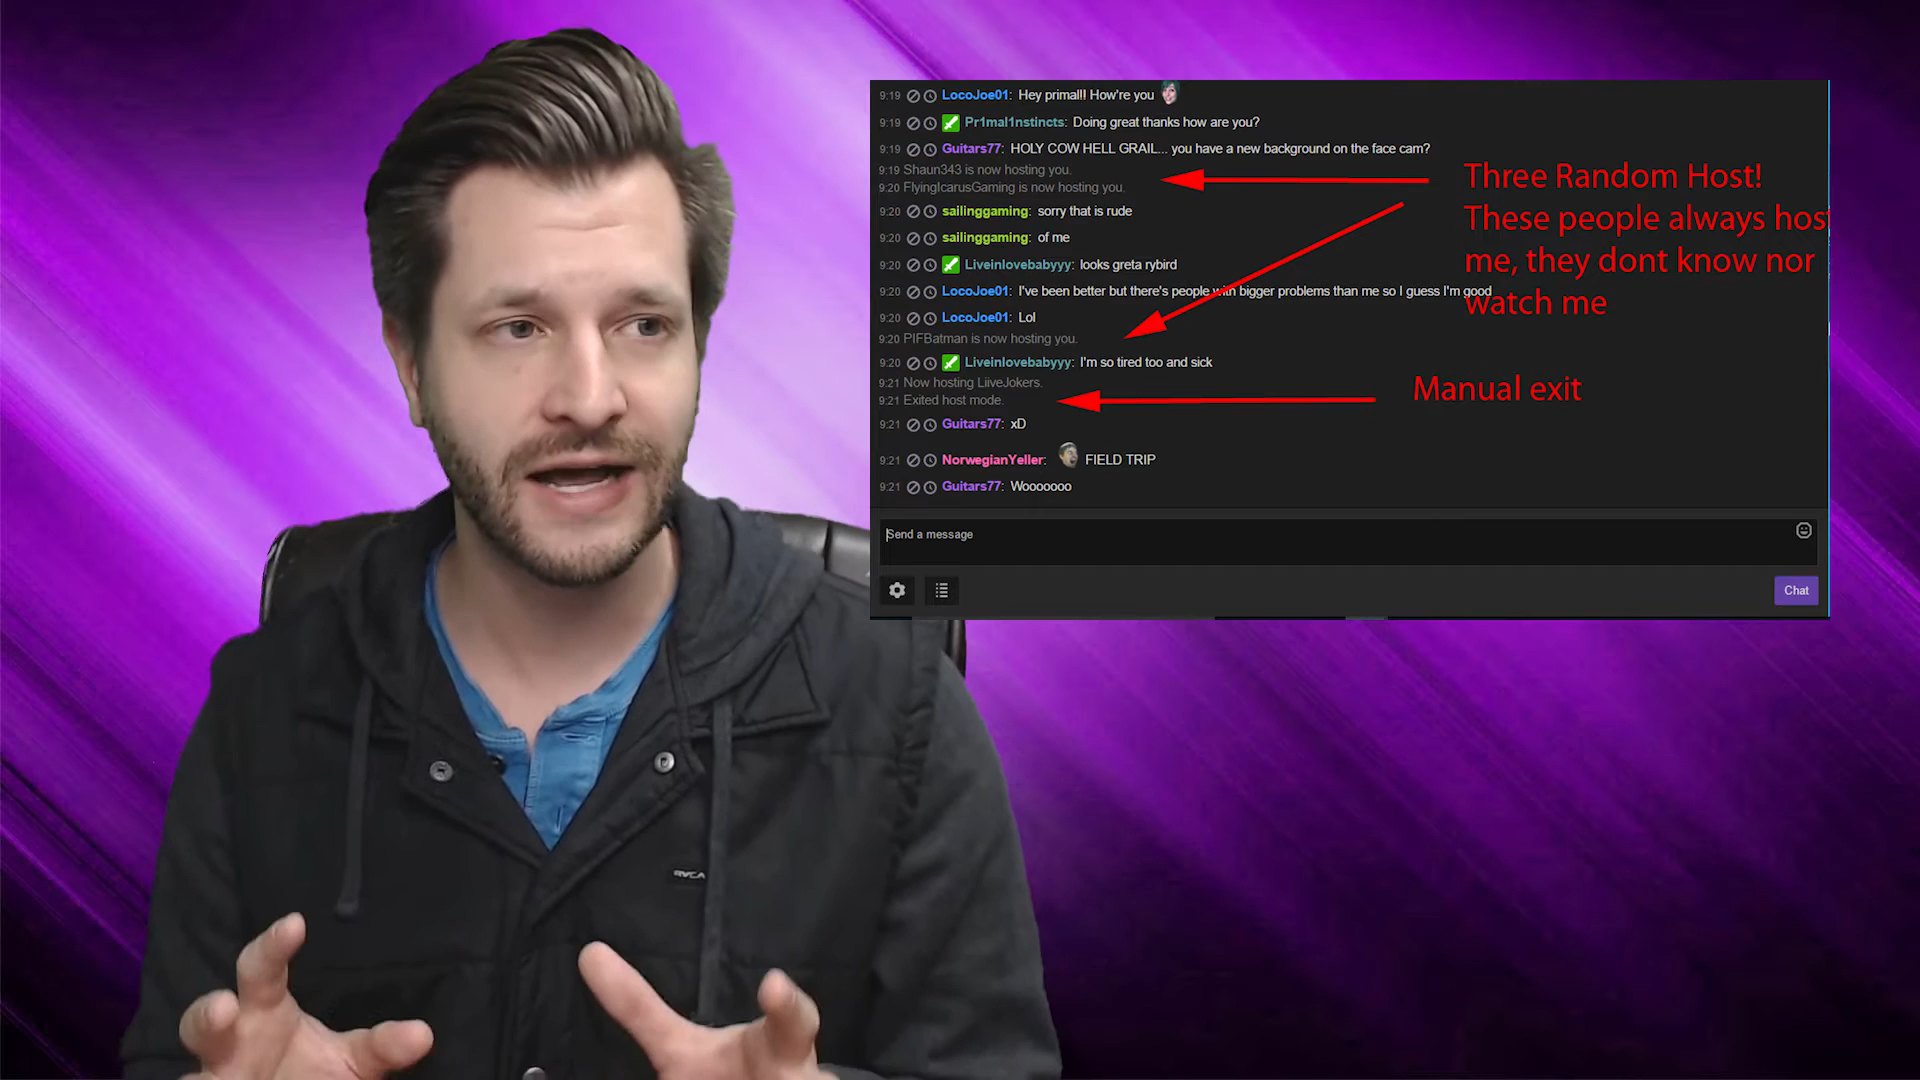 9:19 LocoJoe01: Hey primal!! How're you
9:19 Pr1mal1nstincts: Doing great thanks how are you?
9:19 Guitars77: HOLY COW HELL GRAIL... you have a new background on the face cam?
9:19 Shaun343 is now hosting you.
9:20 FlyingIcarusGaming is now hosting you.
9:20 sailinggaming: sorry that is rude
9:20 sailinggaming: of me
9:20 Liveinlovebabyyy: looks greta rybird
9:20 LocoJoe01: I've been better but there's people with bigger problems than me so I guess I'm good
9:20 LocoJoe01: Lol
9:20 PIFBatman is now hosting you.
9:20 Liveinlovebabyyy: I'm so tired too and sick
9:21 Now hosting LiiveJokers.
9:21 Exited host mode.
9:21 Guitars77: xD
9:21 NorwegianYeller: FIELD TRIP
9:21 Guitars77: Wooooooo
Send a message
Chat
Three Random Host!
These people always host
me, they dont know nor
watch me
Manual exit
RVCA